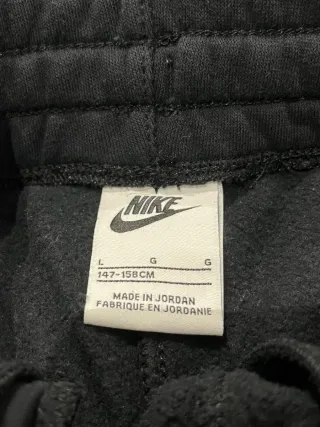 NIKE
L G G
147-158CM
MADE IN JORDAN
FABRIQUE EN JORDANIE